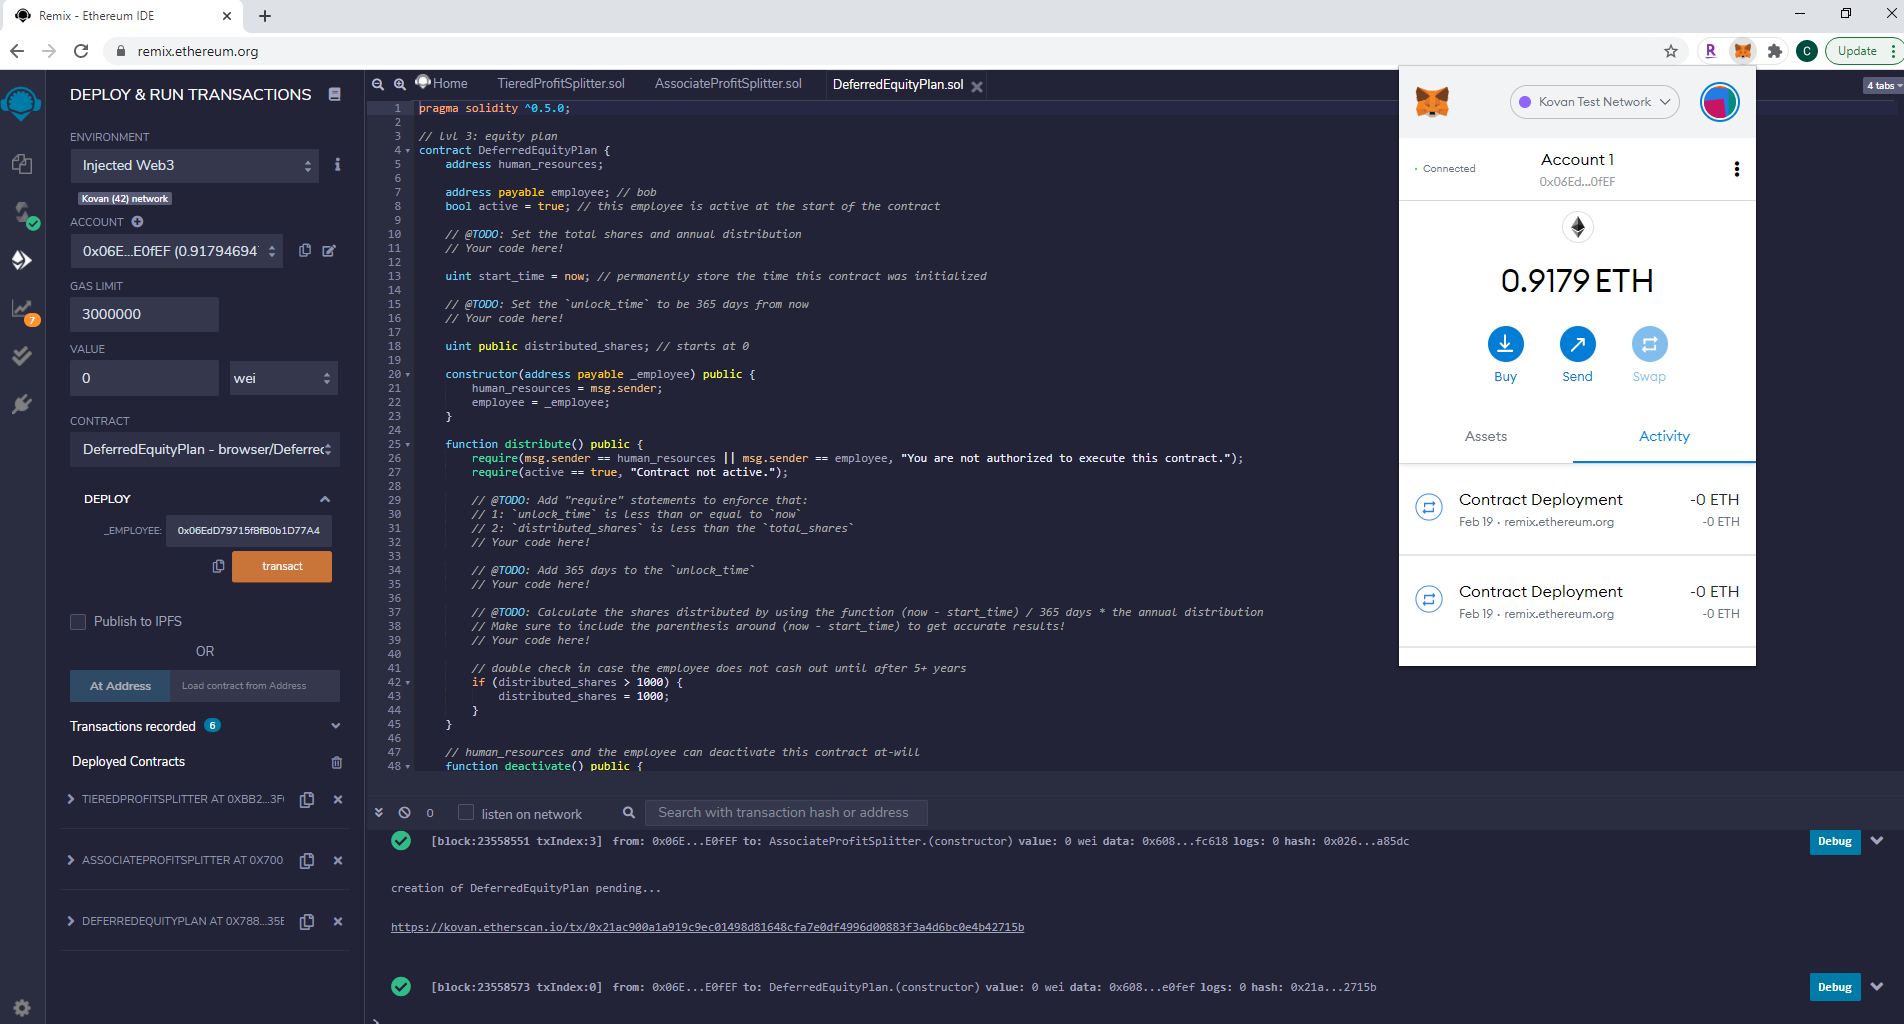 Remix - Ethereum IDE
remix.ethereum.org
R
C
Update
DEPLOY & RUN TRANSACTIONS
ENVIRONMENT
Injected Web3
Kovan (42) network
ACCOUNT
0x06E...E0fEF (0.91794694
GAS LIMIT
3000000
VALUE
0
wei
CONTRACT
DeferredEquityPlan - browser/Deferred
DEPLOY
_EMPLOYEE: 0x06EdD79715f8fB0b1D77A4
transact
Publish to IPFS
OR
At Address
Load contract from Address
Transactions recorded 6
Deployed Contracts
TIEREDPROFITSPLITTER AT 0XBB2...3F
ASSOCIATEPROFITSPLITTER AT 0X700
DEFERREDEQUITYPLAN AT 0X788...35E
7
Home
TieredProfitSplitter.sol
AssociateProfitSplitter.sol
DeferredEquityPlan.sol
4 tabs
1 pragma solidity ^0.5.0;
2
3 // lvl 3: equity plan
4 contract DeferredEquityPlan {
5 address human_resources;
6
7 address payable employee; // bob
8 bool active = true; // this employee is active at the start of the contract
9
10 // @TODO: Set the total shares and annual distribution
11 // Your code here!
12
13 uint start_time = now; // permanently store the time this contract was initialized
14
15 // @TODO: Set the `unlock_time` to be 365 days from now
16 // Your code here!
17
18 uint public distributed_shares; // starts at 0
19
20 constructor(address payable _employee) public {
21 human_resources = msg.sender;
22 employee = _employee;
23 }
24
25 function distribute() public {
26 require(msg.sender == human_resources || msg.sender == employee, "You are not authorized to execute this contract.");
27 require(active == true, "Contract not active.");
28
29 // @TODO: Add "require" statements to enforce that:
30 // 1: `unlock_time` is less than or equal to `now`
31 // 2: `distributed_shares` is less than the `total_shares`
32 // Your code here!
33
34 // @TODO: Add 365 days to the `unlock_time`
35 // Your code here!
36
37 // @TODO: Calculate the shares distributed by using the function (now - start_time) / 365 days * the annual distribution
38 // Make sure to include the parenthesis around (now - start_time) to get accurate results!
39 // Your code here!
40
41 // double check in case the employee does not cash out until after 5+ years
42 if (distributed_shares > 1000) {
43 distributed_shares = 1000;
44 }
45 }
46
47 // human_resources and the employee can deactivate this contract at-will
48 function deactivate() public {
Kovan Test Network
Connected
Account 1
0x06Ed...0fEF
0.9179 ETH
Buy
Send
Swap
Assets
Activity
Contract Deployment -0 ETH
Feb 19 · remix.ethereum.org -0 ETH
Contract Deployment -0 ETH
Feb 19 · remix.ethereum.org -0 ETH
0
listen on network
Search with transaction hash or address
[block:23558551 txIndex:3] from: 0x06E...E0fEF to: AssociateProfitSplitter.(constructor) value: 0 wei data: 0x608...fc618 logs: 0 hash: 0x026...a85dc
Debug
creation of DeferredEquityPlan pending...
https://kovan.etherscan.io/tx/0x21ac900a1a919c9ec01498d81648cfa7e0df4996d00883f3a4d6bc0e4b42715b
[block:23558573 txIndex:0] from: 0x06E...E0fEF to: DeferredEquityPlan.(constructor) value: 0 wei data: 0x608...e0fef logs: 0 hash: 0x21a...2715b
Debug
>